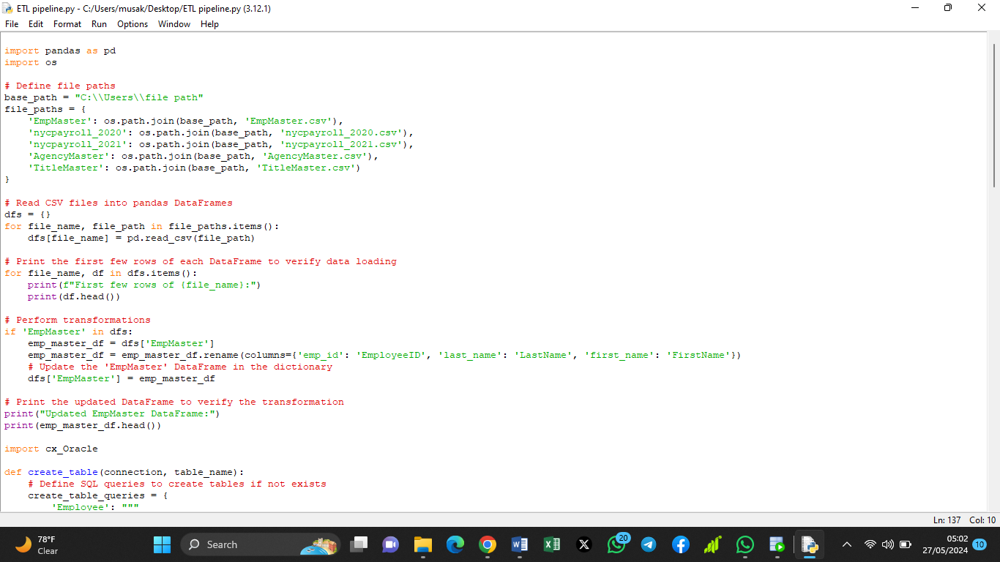 ETL pipeline.py - C:/Users/musak/Desktop/ETL pipeline.py (3.12.1)
File Edit Format Run Options Window Help
import pandas as pd
import os
# Define file paths
base_path = "C:\\Users\\file path"
file_paths = {
    'EmpMaster': os.path.join(base_path, 'EmpMaster.csv'),
    'nycpayroll_2020': os.path.join(base_path, 'nycpayroll_2020.csv'),
    'nycpayroll_2021': os.path.join(base_path, 'nycpayroll_2021.csv'),
    'AgencyMaster': os.path.join(base_path, 'AgencyMaster.csv'),
    'TitleMaster': os.path.join(base_path, 'TitleMaster.csv')
}
# Read CSV files into pandas DataFrames
dfs = {}
for file_name, file_path in file_paths.items():
    dfs[file_name] = pd.read_csv(file_path)
# Print the first few rows of each DataFrame to verify data loading
for file_name, df in dfs.items():
    print(f"First few rows of {file_name}:")
    print(df.head())
# Perform transformations
if 'EmpMaster' in dfs:
    emp_master_df = dfs['EmpMaster']
    emp_master_df = emp_master_df.rename(columns={'emp_id': 'EmployeeID', 'last_name': 'LastName', 'first_name': 'FirstName'})
    # Update the 'EmpMaster' DataFrame in the dictionary
    dfs['EmpMaster'] = emp_master_df
# Print the updated DataFrame to verify the transformation
print("Updated EmpMaster DataFrame:")
print(emp_master_df.head())
import cx_Oracle
def create_table(connection, table_name):
    # Define SQL queries to create tables if not exists
    create_table_queries = {
        'Employee': """
Ln: 137 Col: 10
78°F
Clear
Search
20
05:02
27/05/2024
10